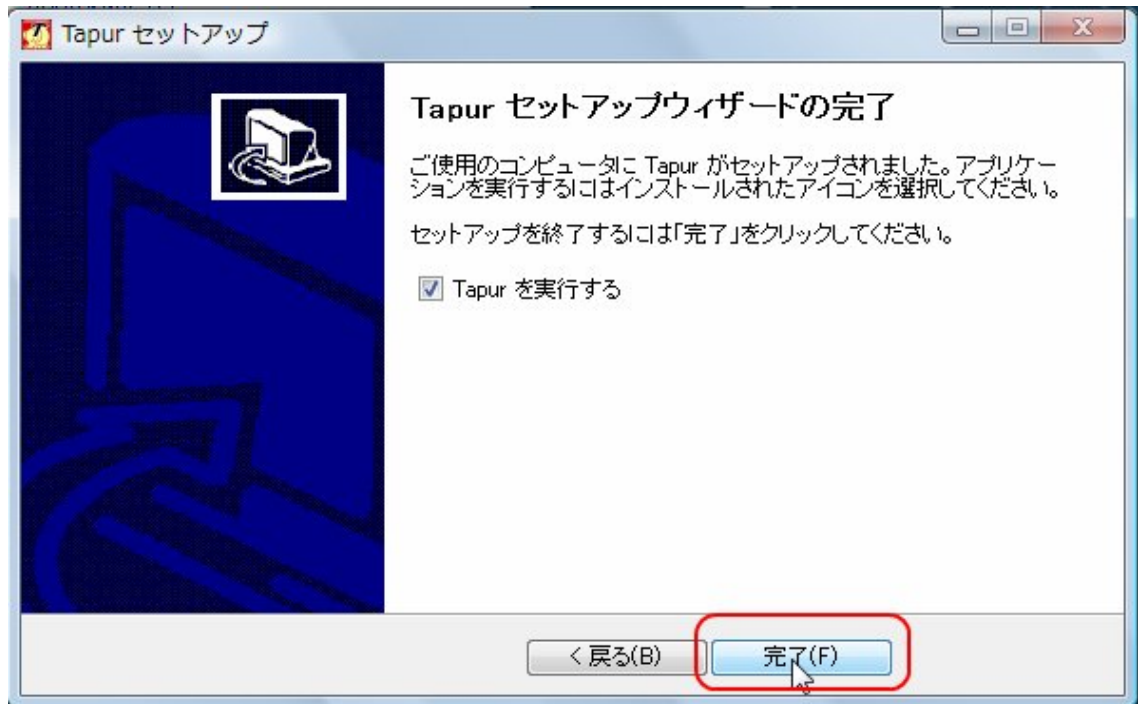 Tapur セットアップ
Tapur セットアップウィザードの完了
ご使用のコンピュータに Tapur がセットアップされました。アプリケー
ションを実行するにはインストールされたアイコンを選択してください。
セットアップを終了するには「完了」をクリックしてください。
Tapur を実行する
< 戻る(B)
完了(F)